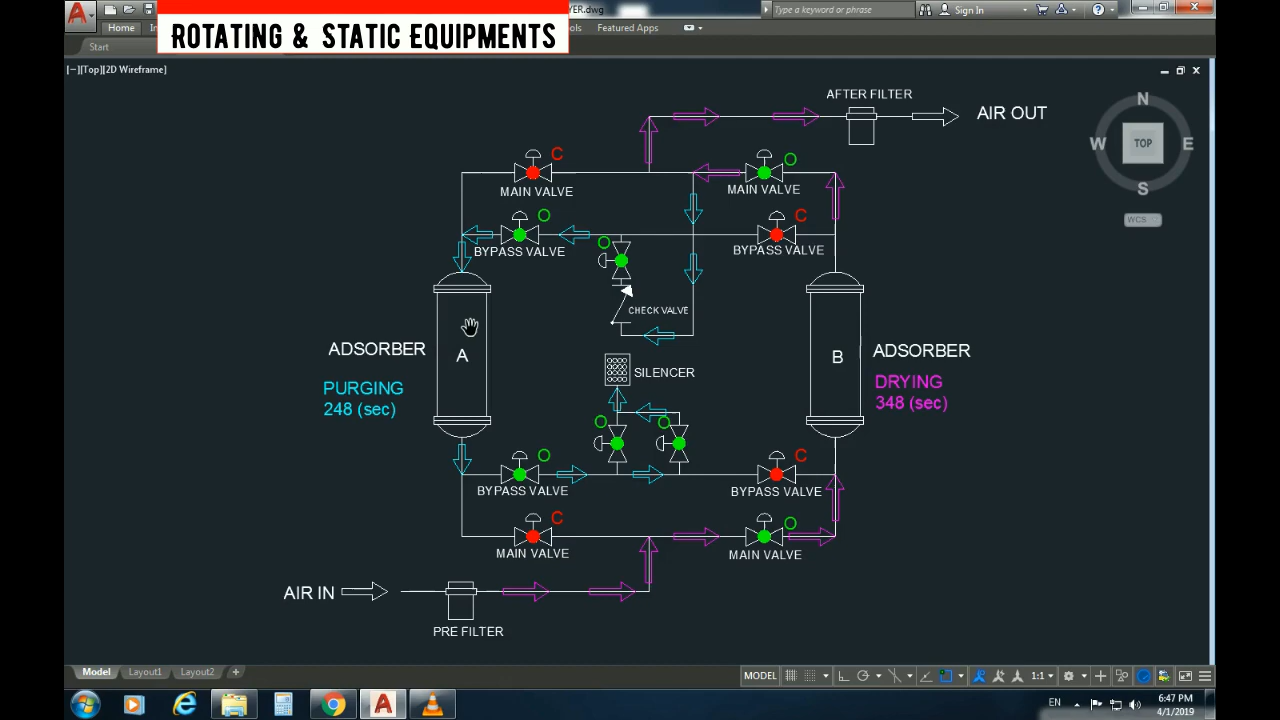 YER.dwg
Type a keyword or phrase
Sign In
ROTATING & STATIC EQUIPMENTS
Home
Featured Apps
Start
[−][Top][2D Wireframe]
AFTER FILTER
AIR OUT
N
W
TOP
E
S
WCS
C
MAIN VALVE
O
MAIN VALVE
O
BYPASS VALVE
O
C
BYPASS VALVE
CHECK VALVE
ADSORBER
A
B
ADSORBER
SILENCER
PURGING
248 (sec)
DRYING
348 (sec)
O
BYPASS VALVE
O
O
C
BYPASS VALVE
C
MAIN VALVE
O
MAIN VALVE
AIR IN
PRE FILTER
Model
Layout1
Layout2
+
MODEL
1:1
EN
6:47 PM
4/1/2019